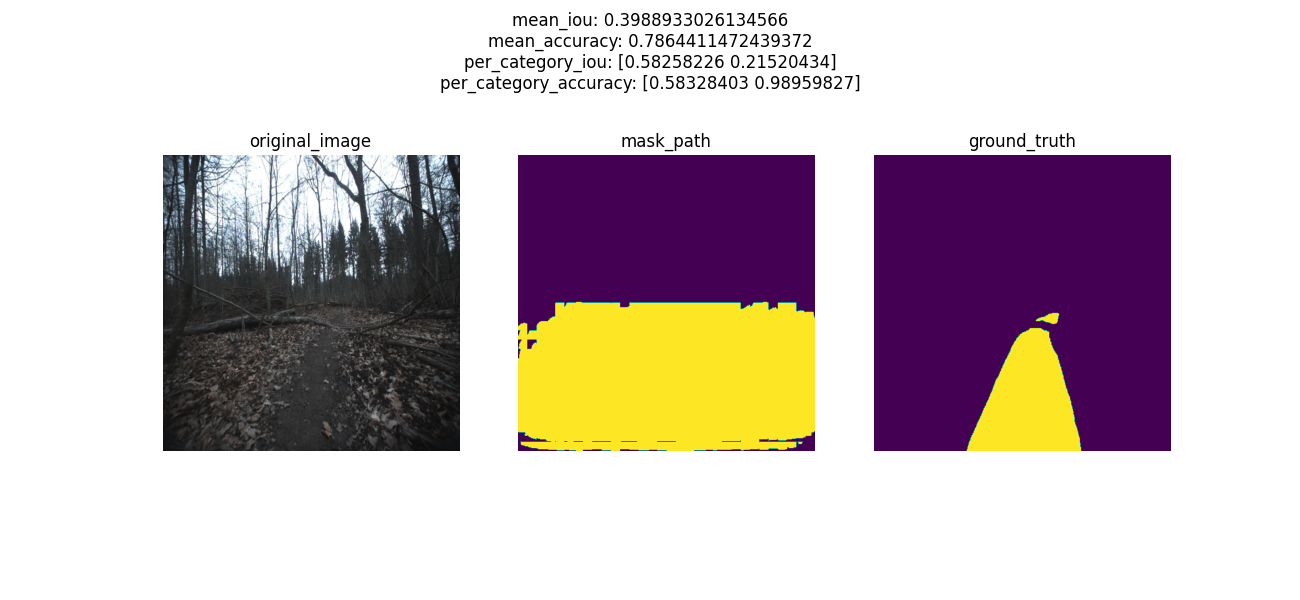 mean_iou: 0.3988933026134566
mean_accuracy: 0.7864411472439372
per_category_iou: [0.58258226 0.21520434]
per_category_accuracy: [0.58328403 0.98959827]
original_image
mask_path
ground_truth